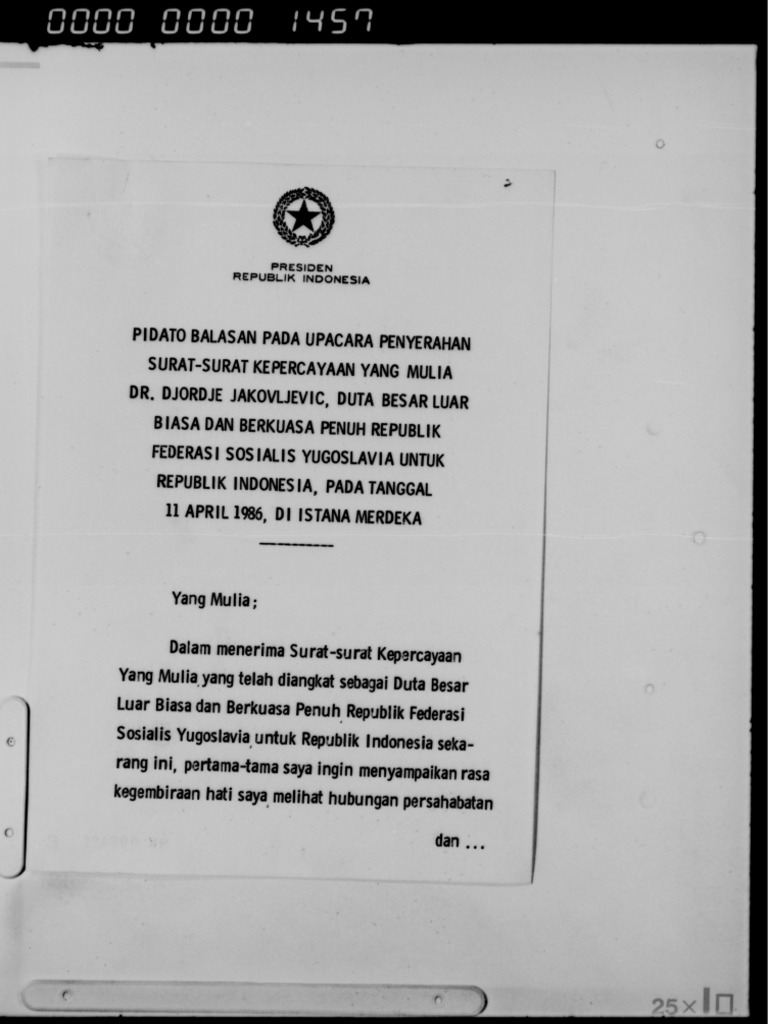 0000 0000 1457
PRESIDEN
REPUBLIK INDONESIA
PIDATO BALASAN PADA UPACARA PENYERAHAN
SURAT-SURAT KEPERCAYAAN YANG MULIA
DR. DJORDJE JAKOVLJEVIC, DUTA BESAR LUAR
BIASA DAN BERKUASA PENUH REPUBLIK
FEDERASI SOSIALIS YUGOSLAVIA UNTUK
REPUBLIK INDONESIA, PADA TANGGAL
11 APRIL 1986, DI ISTANA MERDEKA
Yang Mulia;
Dalam menerima Surat-surat Kepercayaan
Yang Mulia yang telah diangkat sebagai Duta Besar
Luar Biasa dan Berkuasa Penuh Republik Federasi
Sosialis Yugoslavia untuk Republik Indonesia seka-
rang ini, pertama-tama saya ingin menyampaikan rasa
kegembiraan hati saya melihat hubungan persahabatan
dan ...
25×